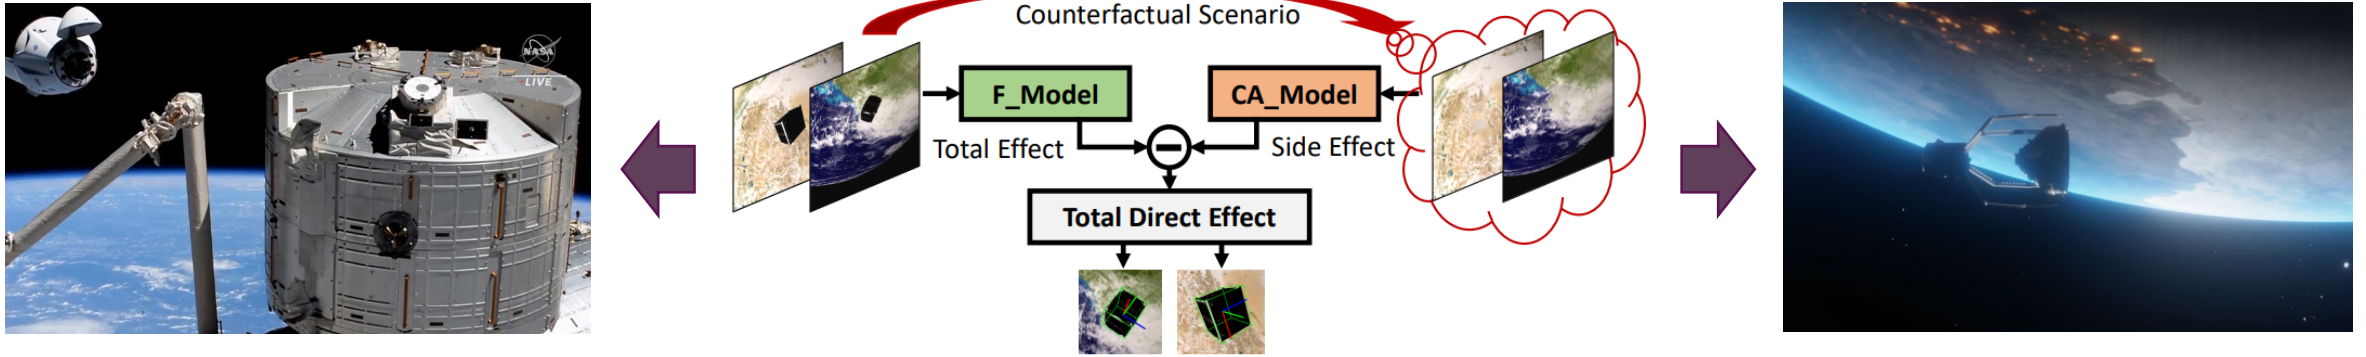 NASA
LIVE
Counterfactual Scenario
F_Model
CA_Model
Total Effect
Side Effect
Total Direct Effect